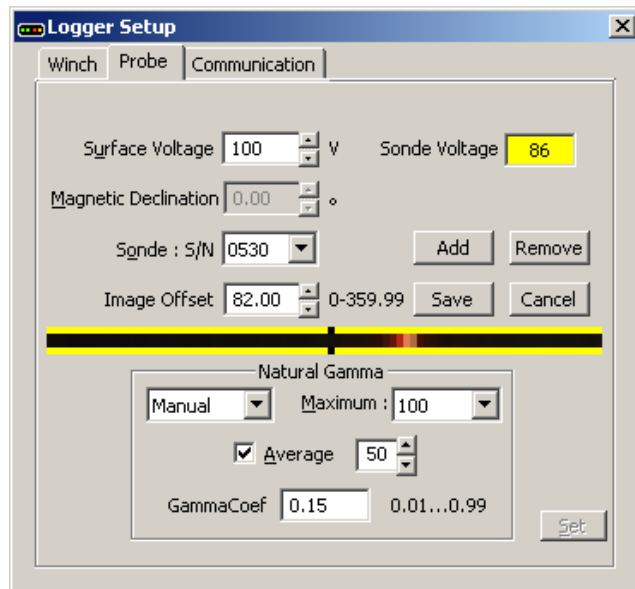 Logger Setup
Winch Probe Communication
Surface Voltage 100 V Sonde Voltage 86
Magnetic Declination 0.00 °
Sonde : S/N 0530 Add Remove
Image Offset 82.00 0-359.99 Save Cancel
Natural Gamma
Manual Maximum : 100
Average 50
GammaCoef 0.15 0.01...0.99
Set